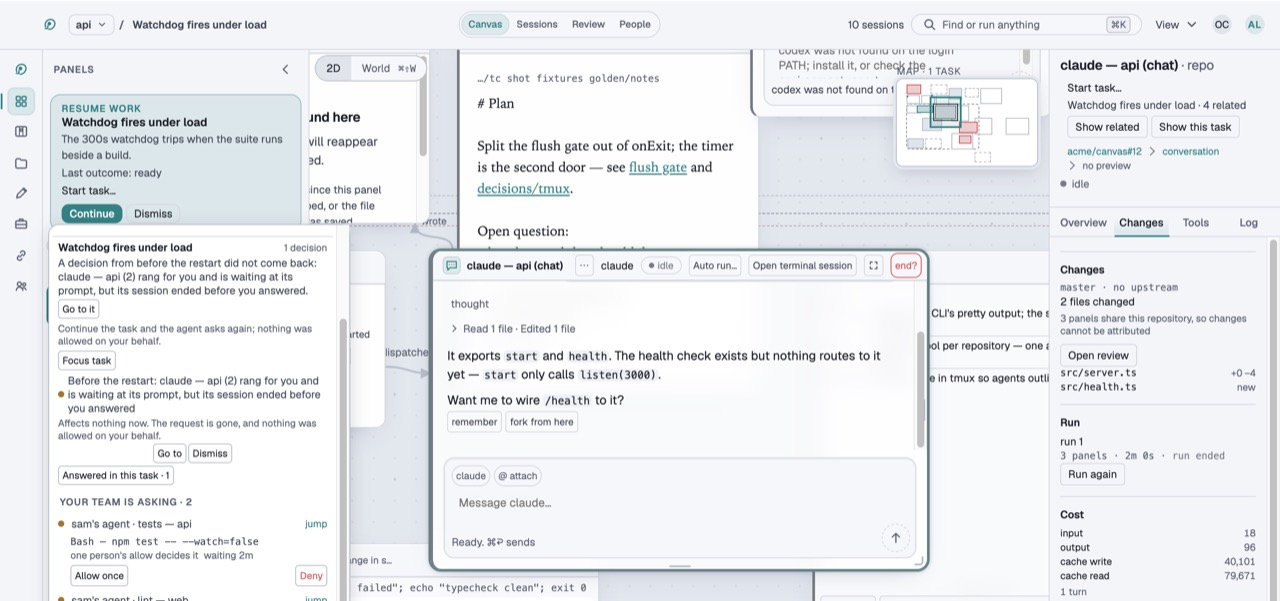 api / Watchdog fires under load
Canvas Sessions Review People
10 sessions
Find or run anything ⌘K
View
OC
AL
PANELS
RESUME WORK
Watchdog fires under load
The 300s watchdog trips when the suite runs
beside a build.
Last outcome: ready
Start task…
Continue Dismiss
Watchdog fires under load 1 decision
A decision from before the restart did not come back:
claude — api (2) rang for you and is waiting at its
prompt, but its session ended before you answered.
Go to it
Continue the task and the agent asks again; nothing was
allowed on your behalf.
Focus task
Before the restart: claude — api (2) rang for you and
is waiting at its prompt, but its session ended before
you answered
Affects nothing now. The request is gone, and nothing was
allowed on your behalf.
Go to Dismiss
Answered in this task · 1
YOUR TEAM IS ASKING · 2
sam's agent · tests — api jump
Bash — npm test -- --watch=false
one person's allow decides it waiting 2m
Allow once Deny
sam's agent · lint — web jump
2D World ⌘⇧W
und here
will reappear
ed.
ince this panel
ed, or the file
as saved
wrote
rted
dispatche
nge in s…
failed"; echo "typecheck clean"; exit 0
…/tc shot fixtures golden/notes
# Plan
Split the flush gate out of onExit; the timer
is the second door — see flush gate and
decisions/tmux.
Open question:
codex was not found on the login
PATH; install it, or check the
codex was not found on t
MAP · 1 TASK
claude — api (chat) ··· claude idle Auto run… Open terminal session end?
thought
Read 1 file · Edited 1 file
It exports start and health. The health check exists but nothing routes to it
yet — start only calls listen(3000).
Want me to wire /health to it?
remember fork from here
claude @ attach
Message claude…
Ready. ⌘⏎ sends
CLI's pretty output; the s
ol per repository — one a
e in tmux so agents outli
claude — api (chat) · repo
Start task…
Watchdog fires under load · 4 related
Show related Show this task
acme/canvas#12 > conversation
> no preview
idle
Overview Changes Tools Log
Changes
master · no upstream
2 files changed
3 panels share this repository, so changes
cannot be attributed
Open review
src/server.ts +0 −4
src/health.ts new
Run
run 1
3 panels · 2m 0s · run ended
Run again
Cost
input 18
output 96
cache write 40,101
cache read 79,671
1 turn